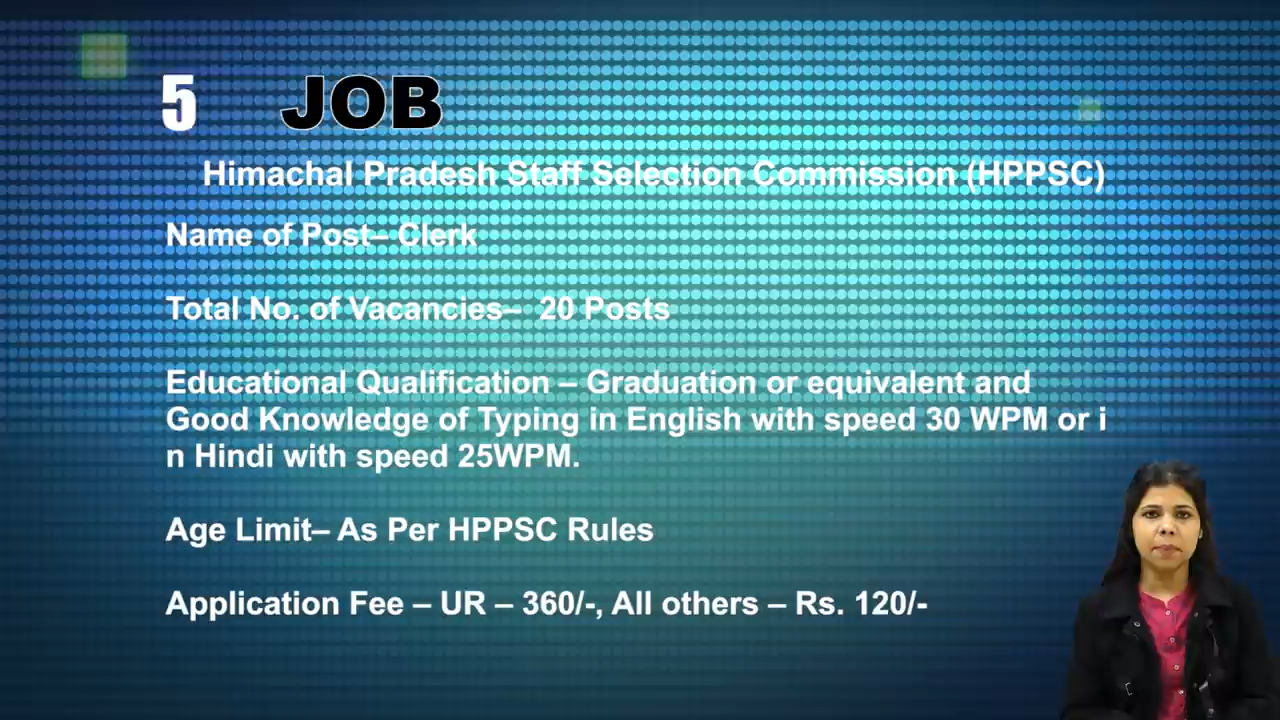 5 JOB
Himachal Pradesh Staff Selection Commission (HPPSC)
Name of Post– Clerk
Total No. of Vacancies– 20 Posts
Educational Qualification – Graduation or equivalent and
Good Knowledge of Typing in English with speed 30 WPM or i
n Hindi with speed 25WPM.
Age Limit– As Per HPPSC Rules
Application Fee – UR – 360/-, All others – Rs. 120/-